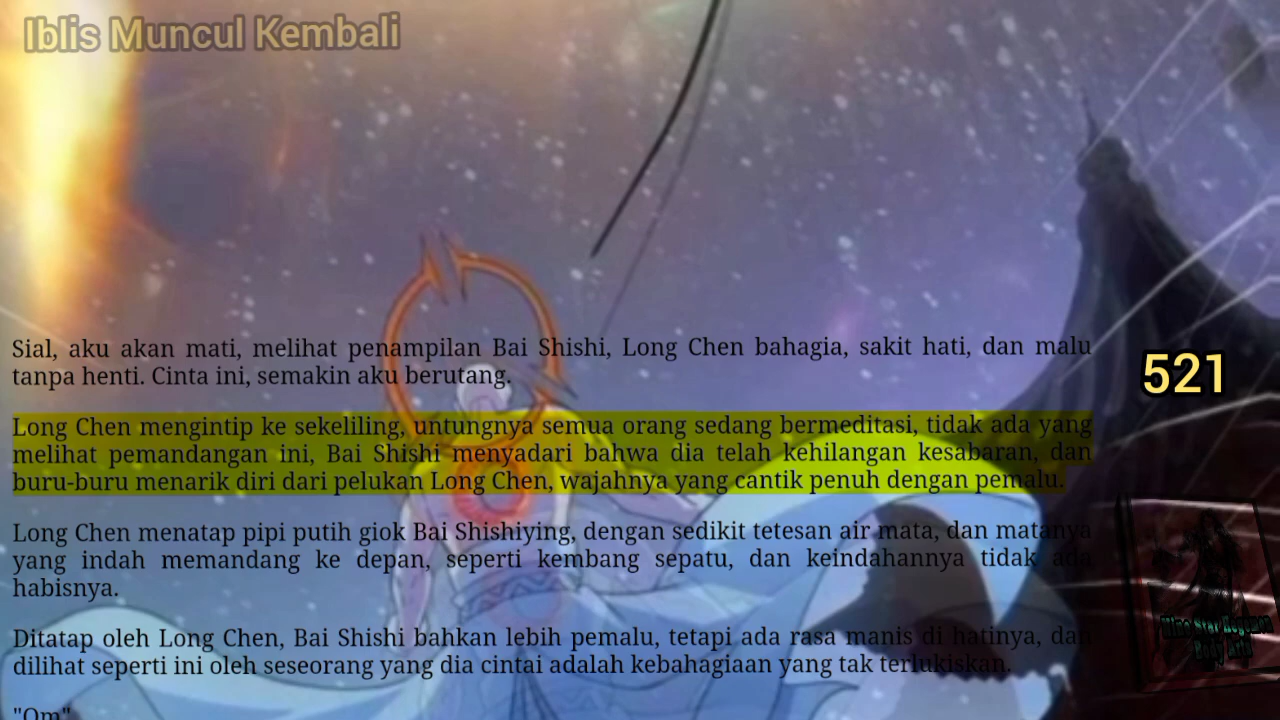 Iblis Muncul Kembali
Sial, aku akan mati, melihat penampilan Bai Shishi, Long Chen bahagia, sakit hati, dan malu
tanpa henti. Cinta ini, semakin aku berutang.
521
Long Chen mengintip ke sekeliling, untungnya semua orang sedang bermeditasi, tidak ada yang
melihat pemandangan ini, Bai Shishi menyadari bahwa dia telah kehilangan kesabaran, dan
buru-buru menarik diri dari pelukan Long Chen, wajahnya yang cantik penuh dengan pemalu.
Long Chen menatap pipi putih giok Bai Shishiying, dengan sedikit tetesan air mata, dan matanya
yang indah memandang ke depan, seperti kembang sepatu, dan keindahannya tidak ada
habisnya.
Ditatap oleh Long Chen, Bai Shishi bahkan lebih pemalu, tetapi ada rasa manis di hatinya, dan
dilihat seperti ini oleh seseorang yang dia cintai adalah kebahagiaan yang tak terlukiskan.
"Om"